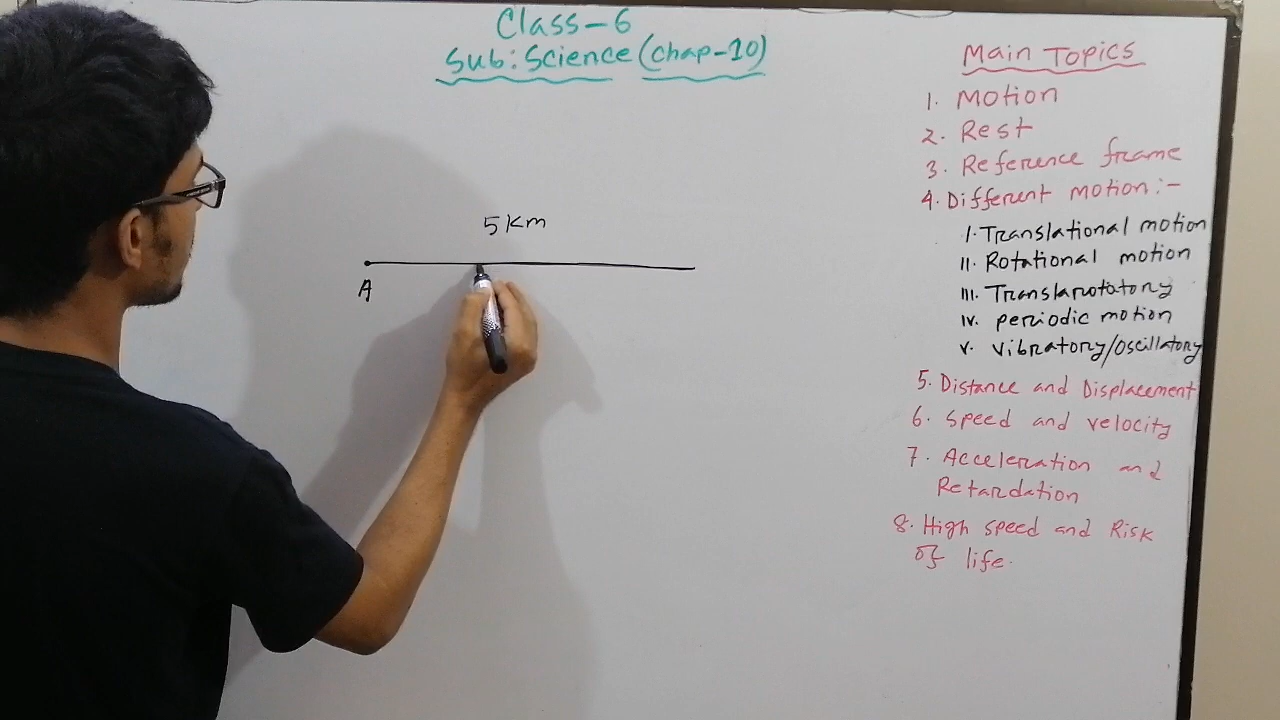 Class-6
Sub: Science (chap-10)
5 Km
A
Main Topics
1. Motion
2. Rest
3. Reference frame
4. Different motion:-
I. Translational motion
II. Rotational motion
III. Translarotatory
IV. periodic motion
V. vibratory/oscillatory
5. Distance and Displacement
6. Speed and velocity
7. Acceleration and
Retardation
8. High speed and Risk
of life.